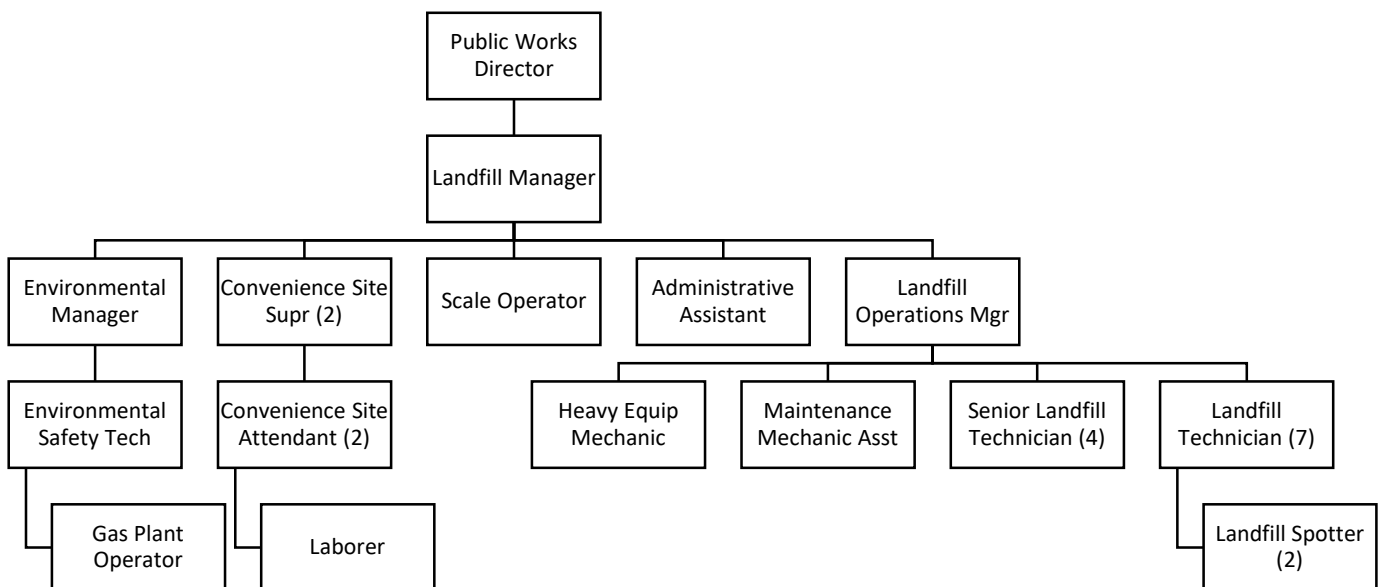 Public Works
Director
Landfill Manager
Environmental
Manager
Convenience Site
Supr (2)
Scale Operator
Administrative
Assistant
Landfill
Operations Mgr
Environmental
Safety Tech
Convenience Site
Attendant (2)
Heavy Equip
Mechanic
Maintenance
Mechanic Asst
Senior Landfill
Technician (4)
Landfill
Technician (7)
Gas Plant
Operator
Laborer
Landfill Spotter
(2)